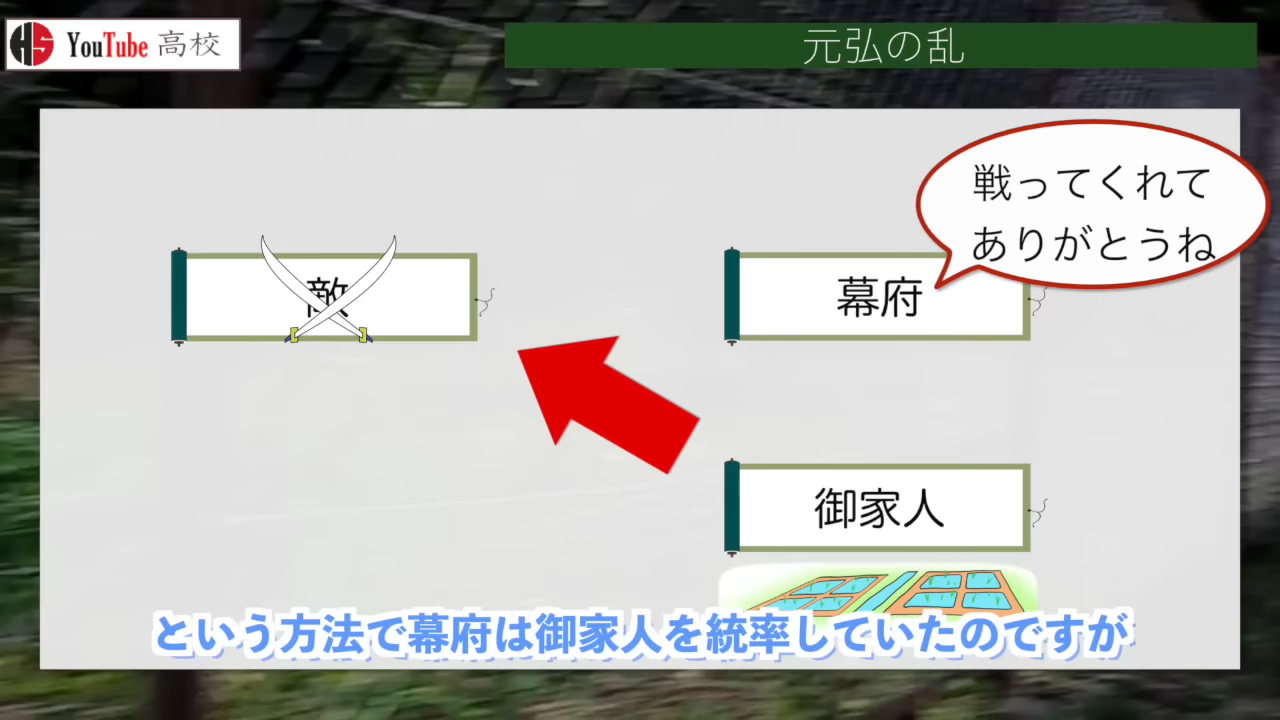 HS YouTube 高校
元弘の乱
戦ってくれて
ありがとうね
敵
幕府
御家人
という方法で幕府は御家人を統率していたのですが